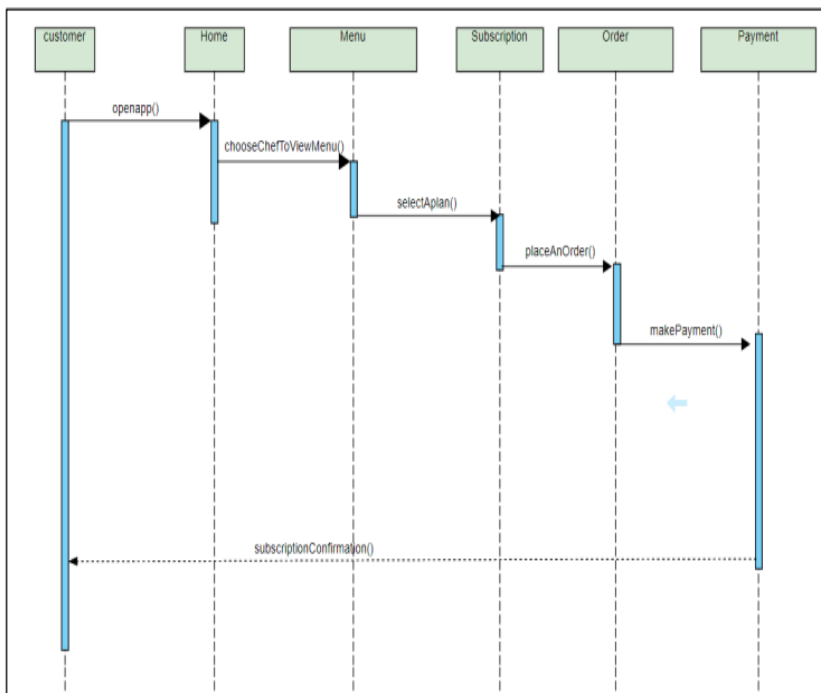 customer
Home
Menu
Subscription
Order
Payment
openapp()
chooseChefToViewMenu()
selectAplan()
placeAnOrder()
makePayment()
subscriptionConfirmation()